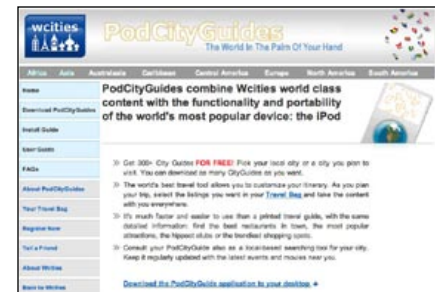 wcities
PodCityGuides
The World In The Palm Of Your Hand
Africa Asia Australasia Caribbean Central America Europe North America South America
Home
Download PodCityGuides
Install Guide
User Guide
FAQs
About PodCityGuides
Your Travel Bag
Register Now
Tell a Friend
About Wcities
Back to Wcities
PodCityGuides combine Wcities world class
content with the functionality and portability
of the world's most popular device: the iPod
» Get 300+ City Guides FOR FREE! Pick your local city or a city you plan to
visit. You can download as many CityGuides as you want.
» The world's best travel tool allows you to customize your itinerary. As you plan
your trip, select the listings you want in your Travel Bag and take the content
with you everywhere.
» It's much faster and easier to use than a printed travel guide, with the same
detailed information: find the best restaurants in town, the most popular
attractions, the hippest clubs or the trendiest shopping spots.
» Consult your PodCityGuide also as a local-based searching tool for your city.
Keep it regularly updated with the latest events and movies near you.
Download the PodCityGuide application to your desktop